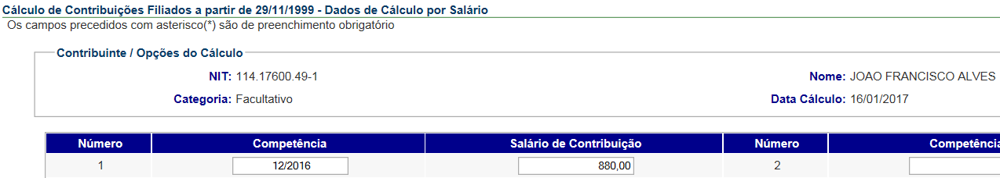 Cálculo de Contribuições Filiados a partir de 29/11/1999 - Dados de Cálculo por Salário
Os campos precedidos com asterisco(*) são de preenchimento obrigatório
Contribuinte / Opções do Cálculo
NIT: 114.17600.49-1 Nome: JOAO FRANCISCO ALVES
Categoria: Facultativo Data Cálculo: 16/01/2017
Número Competência Salário de Contribuição Número Competência
1 12/2016 880,00 2